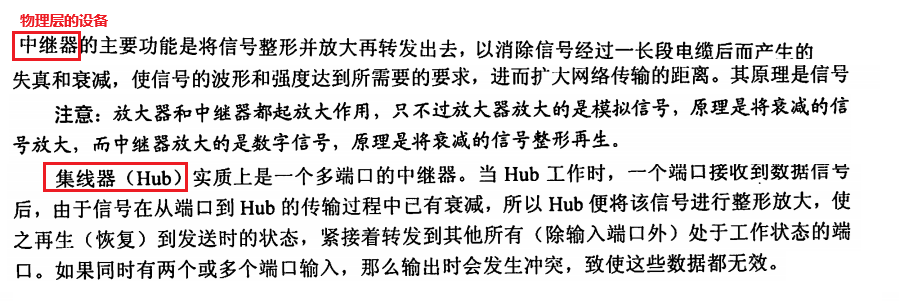 物理层的设备
中继器的主要功能是将信号整形并放大再转发出去，以消除信号经过一长段电缆后而产生的
失真和衰减，使信号的波形和强度达到所需要的要求，进而扩大网络传输的距离。其原理是信号
注意：放大器和中继器都起放大作用，只不过放大器放大的是模拟信号，原理是将衰减的信
号放大，而中继器放大的是数字信号，原理是将衰减的信号整形再生。
集线器（Hub）实质上是一个多端口的中继器。当 Hub 工作时，一个端口接收到数据信号
后，由于信号在从端口到 Hub 的传输过程中已有衰减，所以 Hub 便将该信号进行整形放大，使
之再生（恢复）到发送时的状态，紧接着转发到其他所有（除输入端口外）处于工作状态的端
口。如果同时有两个或多个端口输入，那么输出时会发生冲突，致使这些数据都无效。